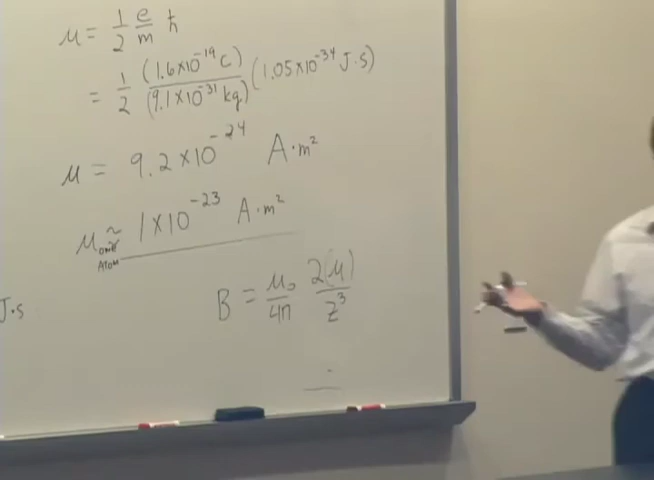 μ = 1/2 e/m ħ
= 1/2 (1.6×10⁻¹⁹ C)/(9.1×10⁻³¹ kg) (1.05×10⁻³⁴ J·S)
μ = 9.2×10⁻²⁴ A·m²
μ one Atom ≈ 1×10⁻²³ A·m²
J·s
B = μ₀/4π 2(μ)/z³